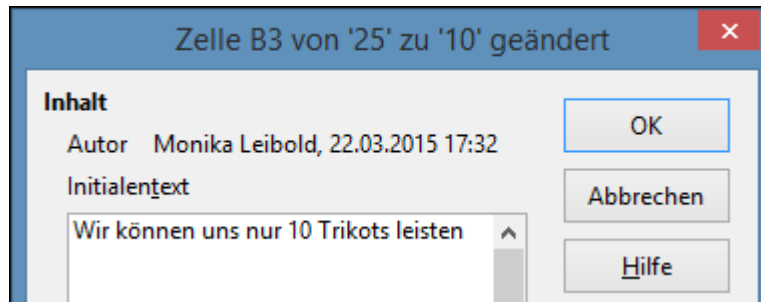 Zelle B3 von '25' zu '10' geändert
Inhalt
Autor Monika Leibold, 22.03.2015 17:32
Initialentext
Wir können uns nur 10 Trikots leisten
OK
Abbrechen
Hilfe